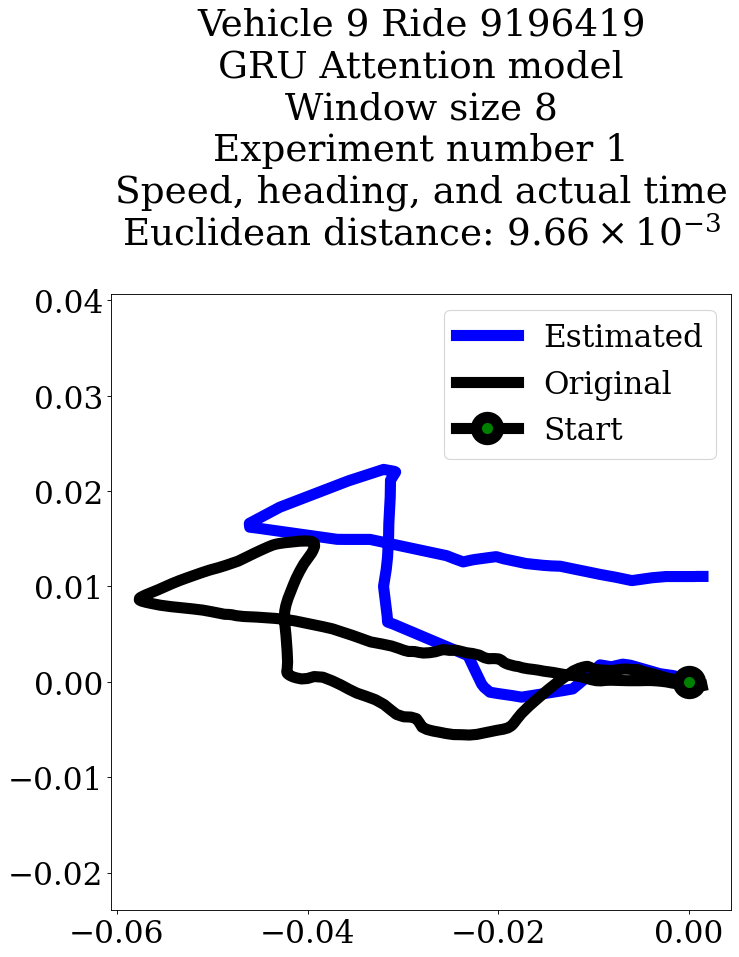 Vehicle 9 Ride 9196419
GRU Attention model
Window size 8
Experiment number 1
Speed, heading, and actual time
Euclidean distance: 9.66 × 10⁻³
Estimated
Original
Start
0.04
0.03
0.02
0.01
0.00
−0.01
−0.02
−0.06
−0.04
−0.02
0.00